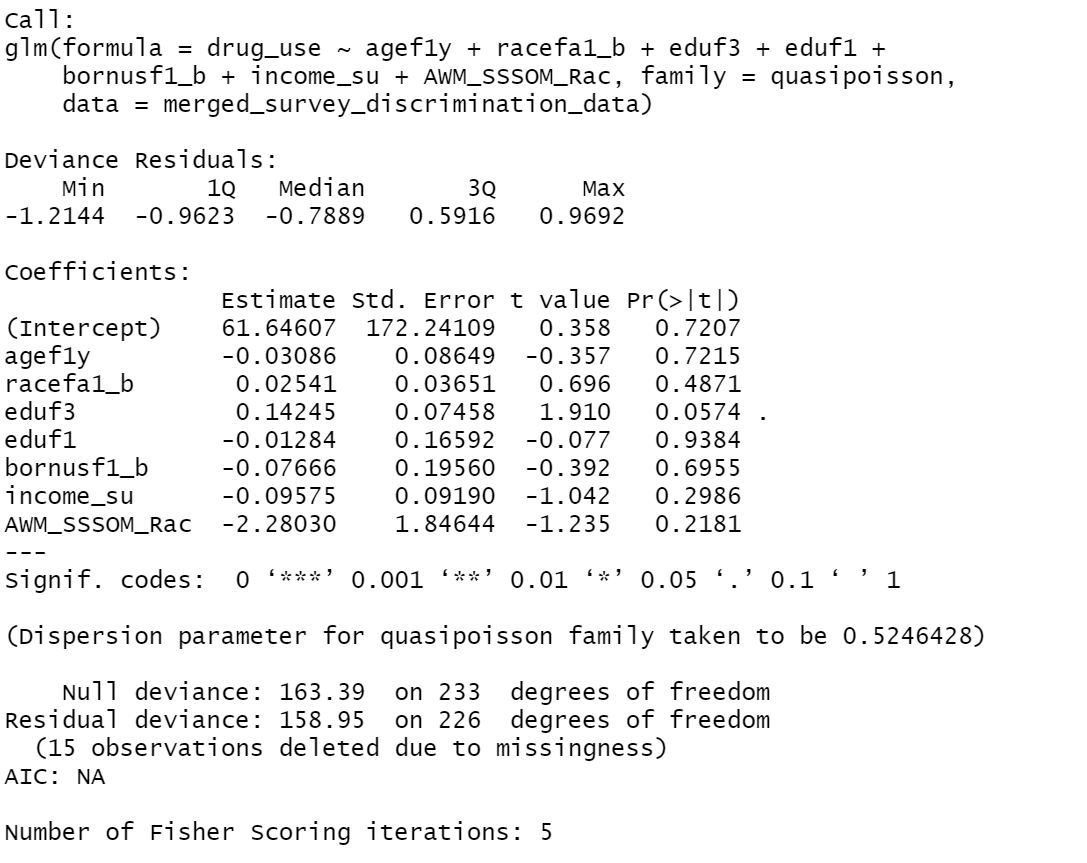 Call:
glm(formula = drug_use ~ agef1y + racefa1_b + eduf3 + eduf1 +
    bornusf1_b + income_su + AWM_SSSOM_Rac, family = quasipoisson,
    data = merged_survey_discrimination_data)

Deviance Residuals:
    Min       1Q   Median       3Q      Max
-1.2144  -0.9623  -0.7889   0.5916   0.9692

Coefficients:
               Estimate Std. Error t value Pr(>|t|)
(Intercept)    61.64607  172.24109   0.358   0.7207
agef1y         -0.03086    0.08649  -0.357   0.7215
racefa1_b       0.02541    0.03651   0.696   0.4871
eduf3           0.14245    0.07458   1.910   0.0574 .
eduf1          -0.01284    0.16592  -0.077   0.9384
bornusf1_b     -0.07666    0.19560  -0.392   0.6955
income_su      -0.09575    0.09190  -1.042   0.2986
AWM_SSSOM_Rac  -2.28030    1.84644  -1.235   0.2181
---
Signif. codes:  0 ‘***’ 0.001 ‘**’ 0.01 ‘*’ 0.05 ‘.’ 0.1 ‘ ’ 1

(Dispersion parameter for quasipoisson family taken to be 0.5246428)

    Null deviance: 163.39  on 233  degrees of freedom
Residual deviance: 158.95  on 226  degrees of freedom
  (15 observations deleted due to missingness)
AIC: NA

Number of Fisher Scoring iterations: 5